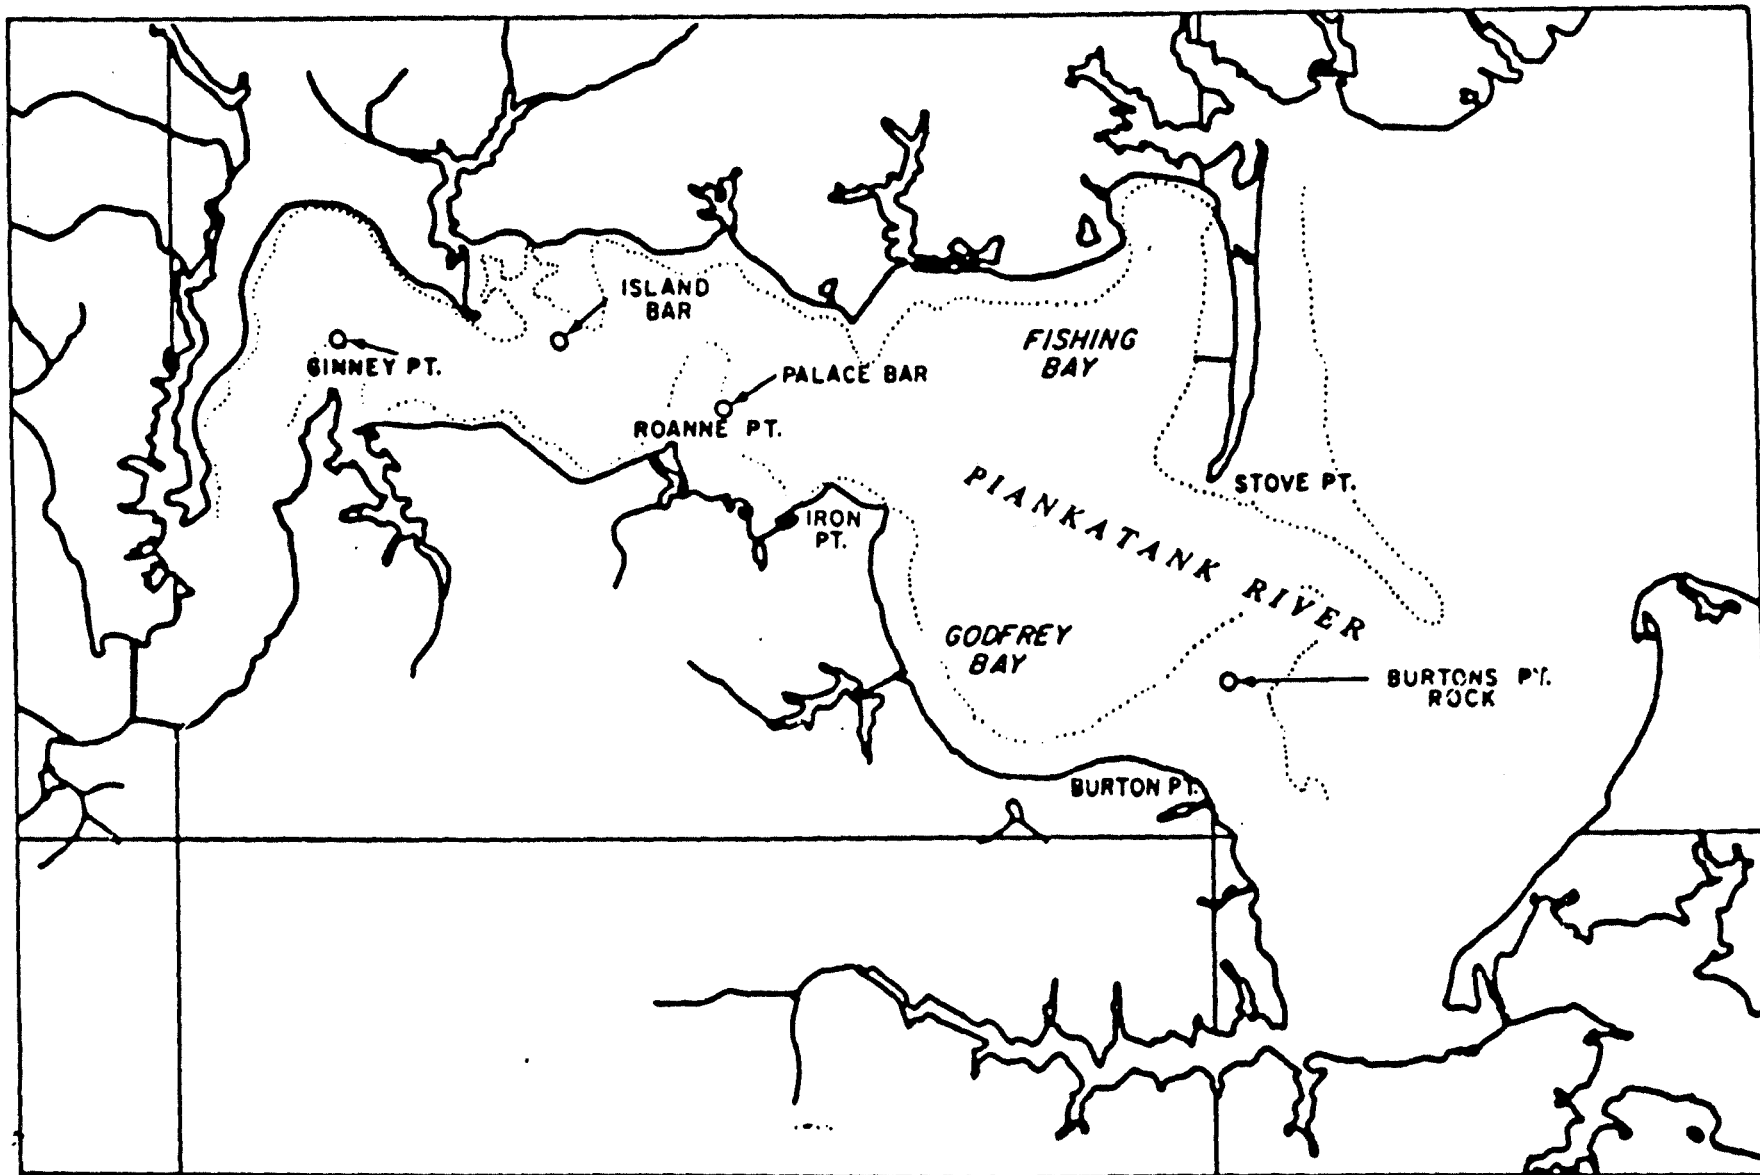 ISLAND
BAR
GINNEY PT.
FISHING
BAY
PALACE BAR
ROANNE PT.
STOVE PT.
IRON
PT.
PIANKATANK RIVER
GODFREY
BAY
BURTONS PT.
ROCK
BURTON PT.